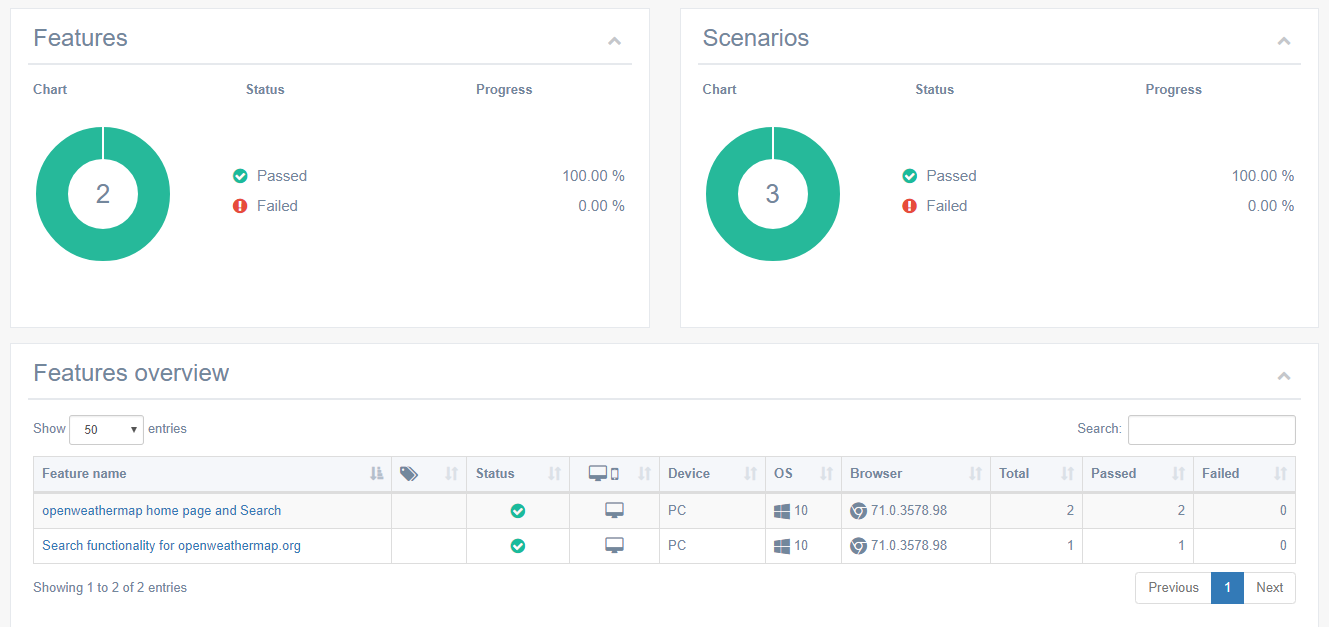 Features
Chart Status Progress
2
Passed 100.00 %
Failed 0.00 %
Scenarios
Chart Status Progress
3
Passed 100.00 %
Failed 0.00 %
Features overview
Show 50 entries Search:
Feature name Status Device OS Browser Total Passed Failed
openweathermap home page and Search PC 10 71.0.3578.98 2 2 0
Search functionality for openweathermap.org PC 10 71.0.3578.98 1 1 0
Showing 1 to 2 of 2 entries Previous 1 Next